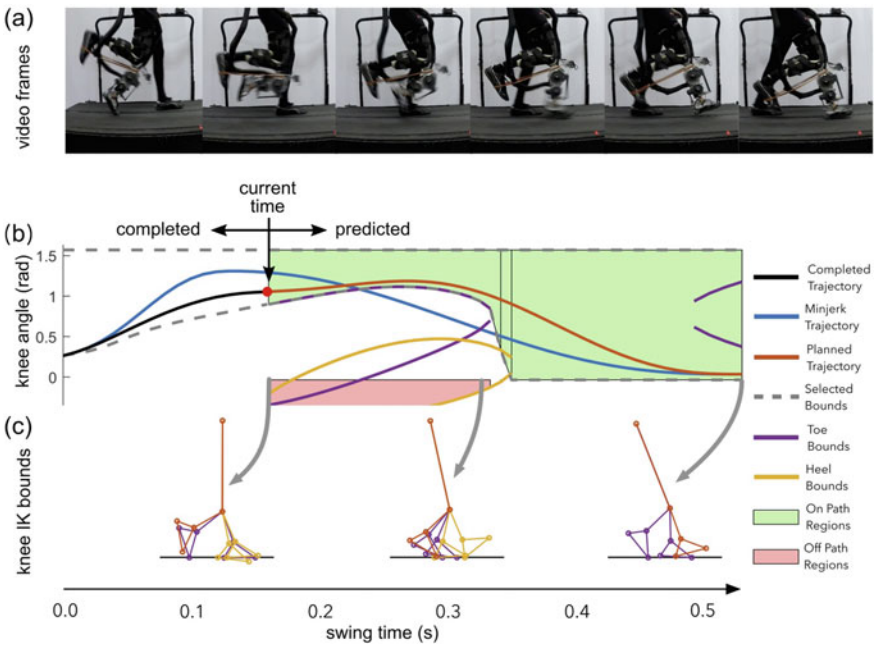 (a)
video frames
current
time
completed
predicted
(b)
knee angle (rad)
1.5
1
0.5
0
Completed
Trajectory
Minjerk
Trajectory
Planned
Trajectory
Selected
Bounds
Toe
Bounds
Heel
Bounds
On Path
Regions
Off Path
Regions
(c)
knee IK bounds
0.0
0.1
0.2
0.3
0.4
0.5
swing time (s)